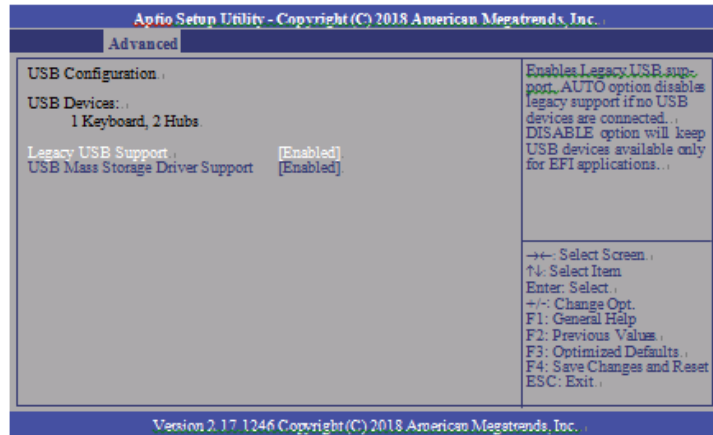 Aptio Setup Utility - Copyright (C) 2018 American Megatrends, Inc.
Advanced
USB Configuration
USB Devices:
1 Keyboard, 2 Hubs
Legacy USB Support [Enabled]
USB Mass Storage Driver Support [Enabled]
Enables Legacy USB sup-
port. AUTO option disables
legacy support if no USB
devices are connected.
DISABLE option will keep
USB devices available only
for EFI applications.
→←: Select Screen
↑↓: Select Item
Enter: Select
+/-: Change Opt.
F1: General Help
F2: Previous Values
F3: Optimized Defaults
F4: Save Changes and Reset
ESC: Exit
Version 2.17.1246 Copyright (C) 2018 American Megatrends, Inc.